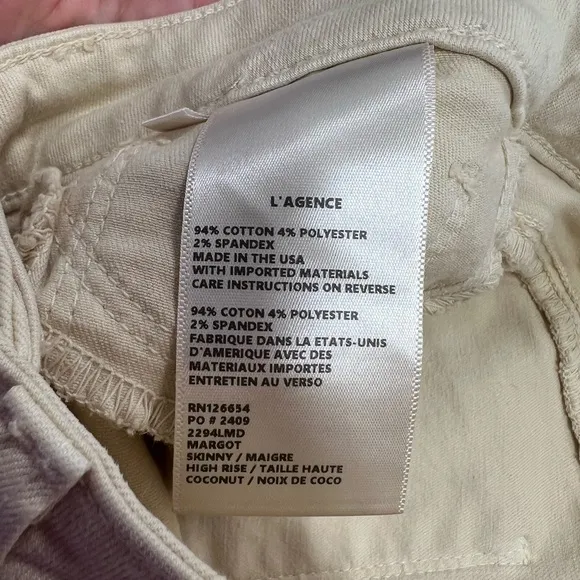 L'AGENCE
94% COTTON 4% POLYESTER
2% SPANDEX
MADE IN THE USA
WITH IMPORTED MATERIALS
CARE INSTRUCTIONS ON REVERSE
94% COTON 4% POLYESTER
2% SPANDEX
FABRIQUE DANS LA ETATS-UNIS
D'AMERIQUE AVEC DES
MATERIAUX IMPORTES
ENTRETIEN AU VERSO
RN126654
PO # 2409
2294LMD
MARGOT
SKINNY / MAIGRE
HIGH RISE / TAILLE HAUTE
COCONUT / NOIX DE COCO